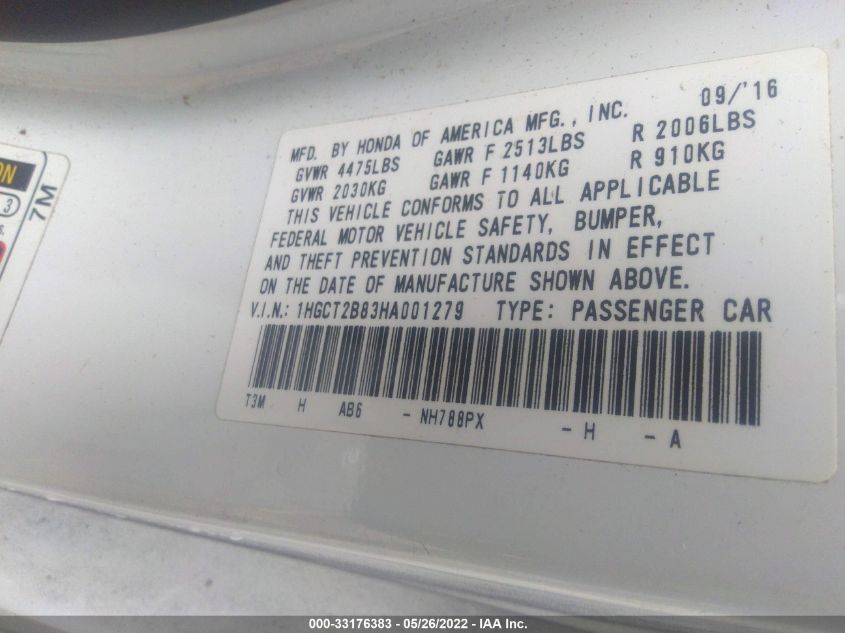 09/'16
MFD. BY HONDA OF AMERICA MFG., INC.
GVWR 4475LBS GAWR F 2513LBS R 2006LBS
GVWR 2030KG GAWR F 1140KG R 910KG
THIS VEHICLE CONFORMS TO ALL APPLICABLE
FEDERAL MOTOR VEHICLE SAFETY, BUMPER,
AND THEFT PREVENTION STANDARDS IN EFFECT
ON THE DATE OF MANUFACTURE SHOWN ABOVE.
V.I.N.: 1HGCT2B83HA001279 TYPE: PASSENGER CAR
T3M H AB6 - NH788PX - H - A
3
7M
000-33176383 - 05/26/2022 - IAA Inc.